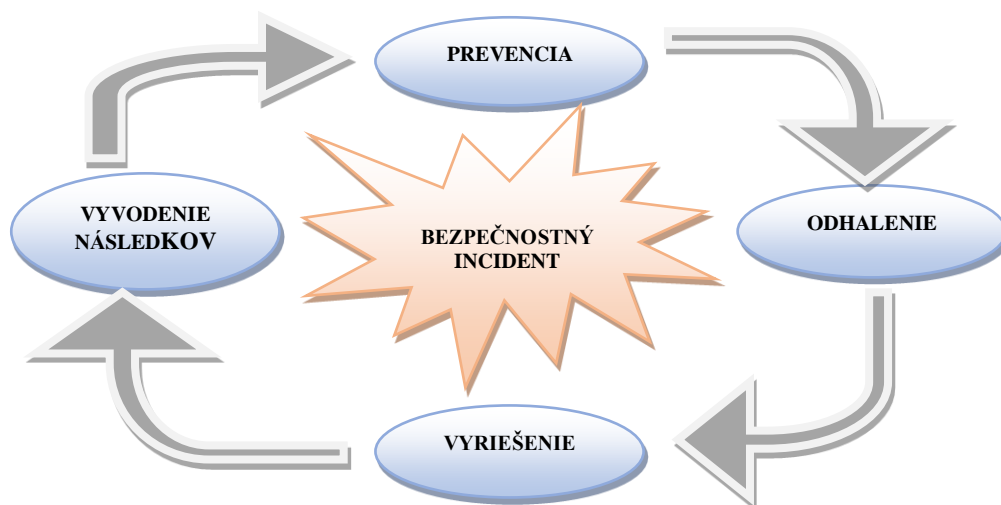 PREVENCIA
VYVODENIE
NÁSLEDKOV
ODHALENIE
BEZPEČNOSTNÝ
INCIDENT
VYRIEŠENIE